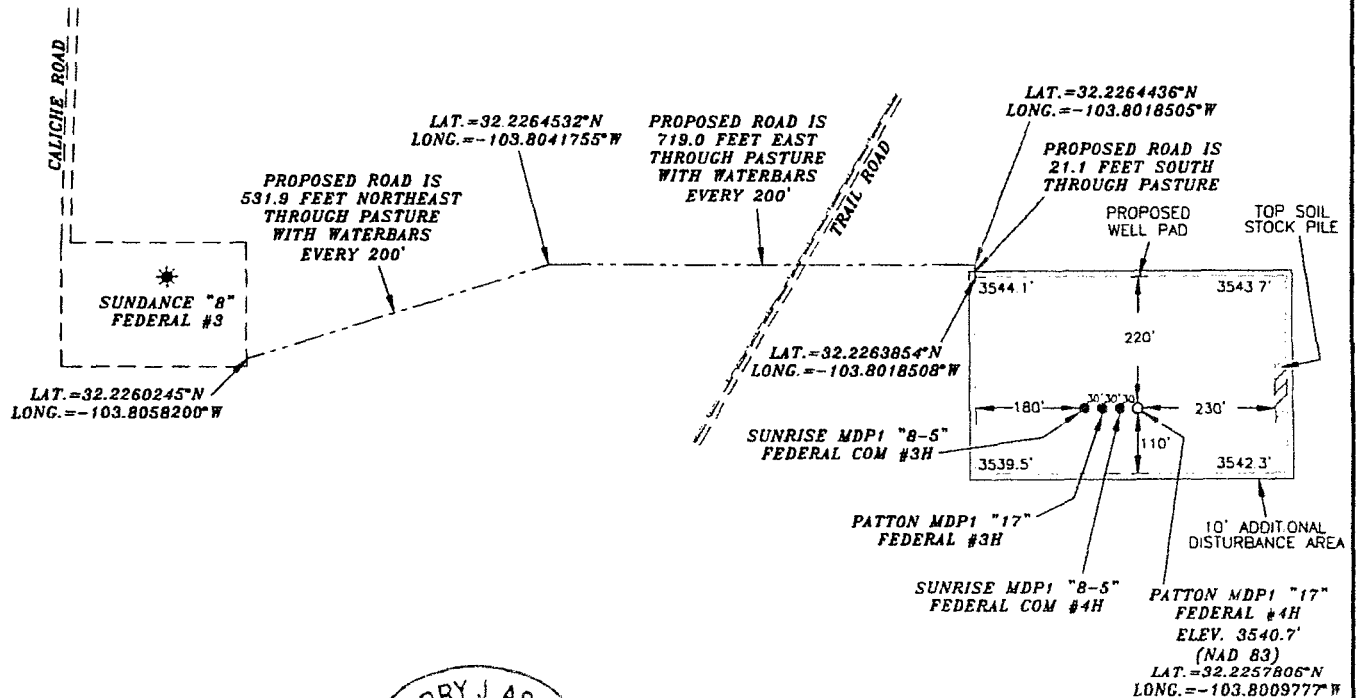 CALICHE ROAD
SUNDANCE "8"
FEDERAL #3
LAT.=32.2260245°N
LONG.=-103.8058200°W
PROPOSED ROAD IS
531.9 FEET NORTHEAST
THROUGH PASTURE
WITH WATERBARS
EVERY 200'
LAT.=32.2264532°N
LONG.=-103.8041755°W
PROPOSED ROAD IS
719.0 FEET EAST
THROUGH PASTURE
WITH WATERBARS
EVERY 200'
TRAIL ROAD
LAT.=32.2264436°N
LONG.=-103.8018505°W
PROPOSED ROAD IS
21.1 FEET SOUTH
THROUGH PASTURE
PROPOSED
WELL PAD
TOP SOIL
STOCK PILE
3544.1'
3543.7'
220'
LAT.=32.2263854°N
LONG.=-103.8018508°W
180'
30'
30'
30'
230'
110'
3539.5'
3542.3'
SUNRISE MDP1 "8-5"
FEDERAL COM #3H
PATTON MDP1 "17"
FEDERAL #3H
SUNRISE MDP1 "8-5"
FEDERAL COM #4H
PATTON MDP1 "17"
FEDERAL #4H
ELEV. 3540.7'
(NAD 83)
LAT.=32.2257806°N
LONG.=-103.8009777°W
10' ADDITIONAL
DISTURBANCE AREA
J.